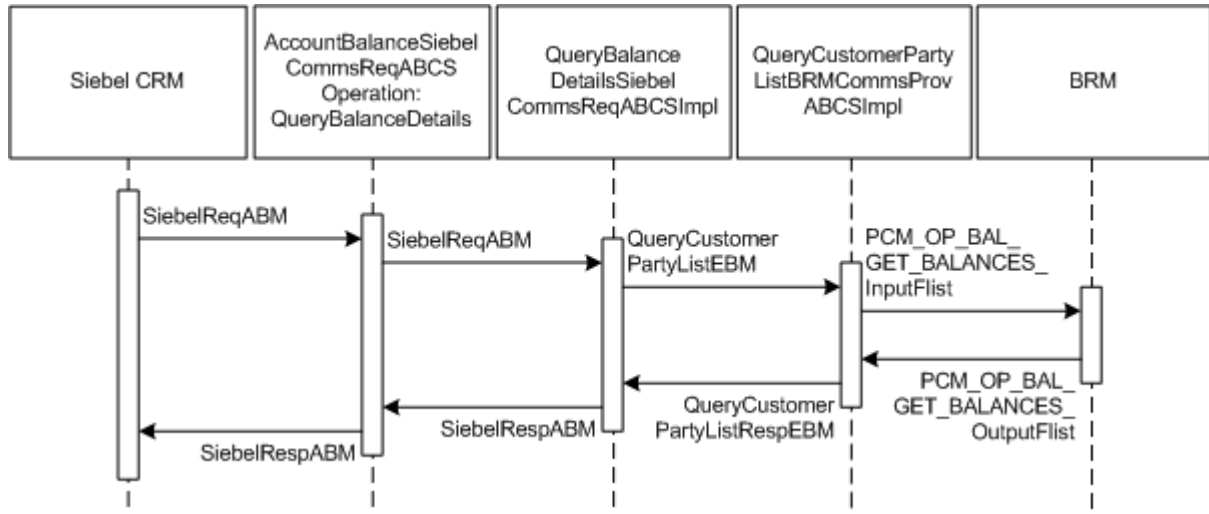 Siebel CRM
AccountBalanceSiebel
CommsReqABCS
Operation:
QueryBalanceDetails
QueryBalance
DetailsSiebel
CommsReqABCSImpl
QueryCustomerParty
ListBRMCommsProv
ABCSImpl
BRM
SiebelReqABM
SiebelReqABM
QueryCustomer
PartyListEBM
PCM_OP_BAL_
GET_BALANCES_
InputFlist
PCM_OP_BAL_
GET_BALANCES_
OutputFlist
QueryCustomer
PartyListRespEBM
SiebelRespABM
SiebelRespABM